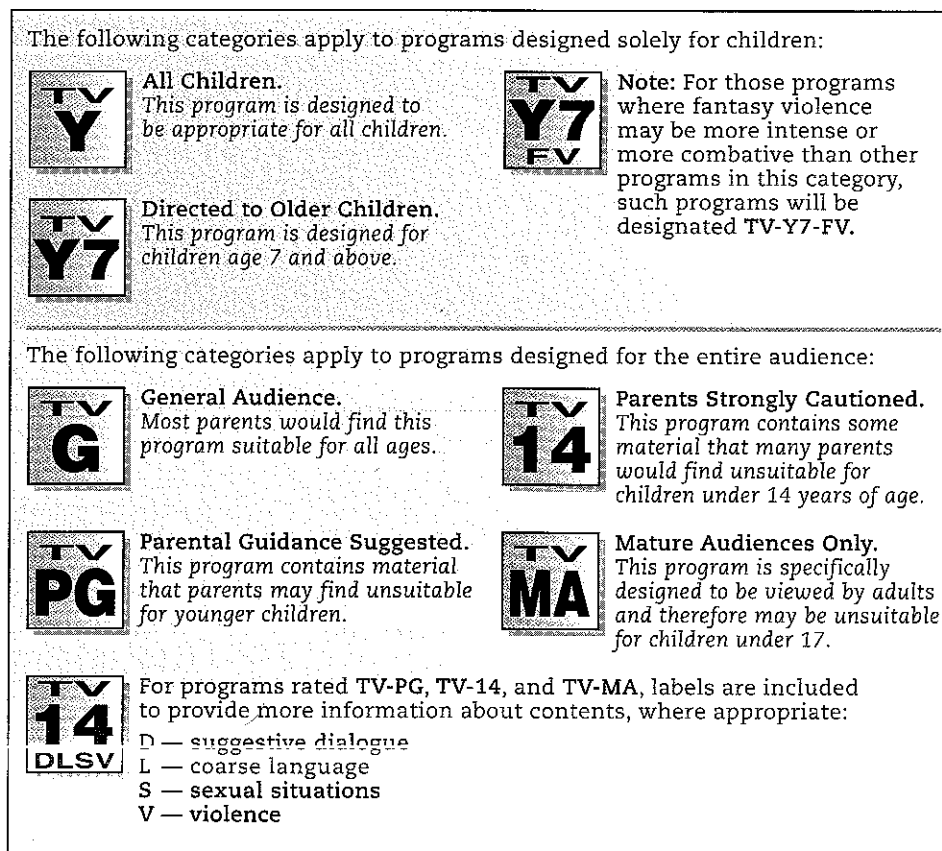 The following categories apply to programs designed solely for children:
TV
Y
All Children.
This program is designed to
be appropriate for all children.
TV
Y7
Directed to Older Children.
This program is designed for
children age 7 and above.
TV
Y7
FV
Note: For those programs
where fantasy violence
may be more intense or
more combative than other
programs in this category,
such programs will be
designated TV-Y7-FV.
The following categories apply to programs designed for the entire audience:
TV
G
General Audience.
Most parents would find this
program suitable for all ages.
TV
PG
Parental Guidance Suggested.
This program contains material
that parents may find unsuitable
for younger children.
TV
14
Parents Strongly Cautioned.
This program contains some
material that many parents
would find unsuitable for
children under 14 years of age.
TV
MA
Mature Audiences Only.
This program is specifically
designed to be viewed by adults
and therefore may be unsuitable
for children under 17.
TV
14
DLSV
For programs rated TV-PG, TV-14, and TV-MA, labels are included
to provide more information about contents, where appropriate:
D — suggestive dialogue
L — coarse language
S — sexual situations
V — violence